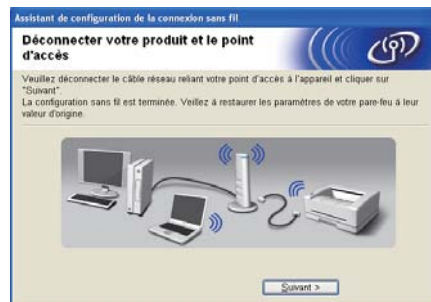 Assistant de configuration de la connexion sans fil
Déconnecter votre produit et le point
d'accès
Veuillez déconnecter le câble réseau reliant votre point d'accès à l'appareil et cliquer sur
"Suivant".
La configuration sans fil est terminée. Veillez à restaurer les paramètres de votre pare-feu à leur
valeur d'origine.
Suivant >